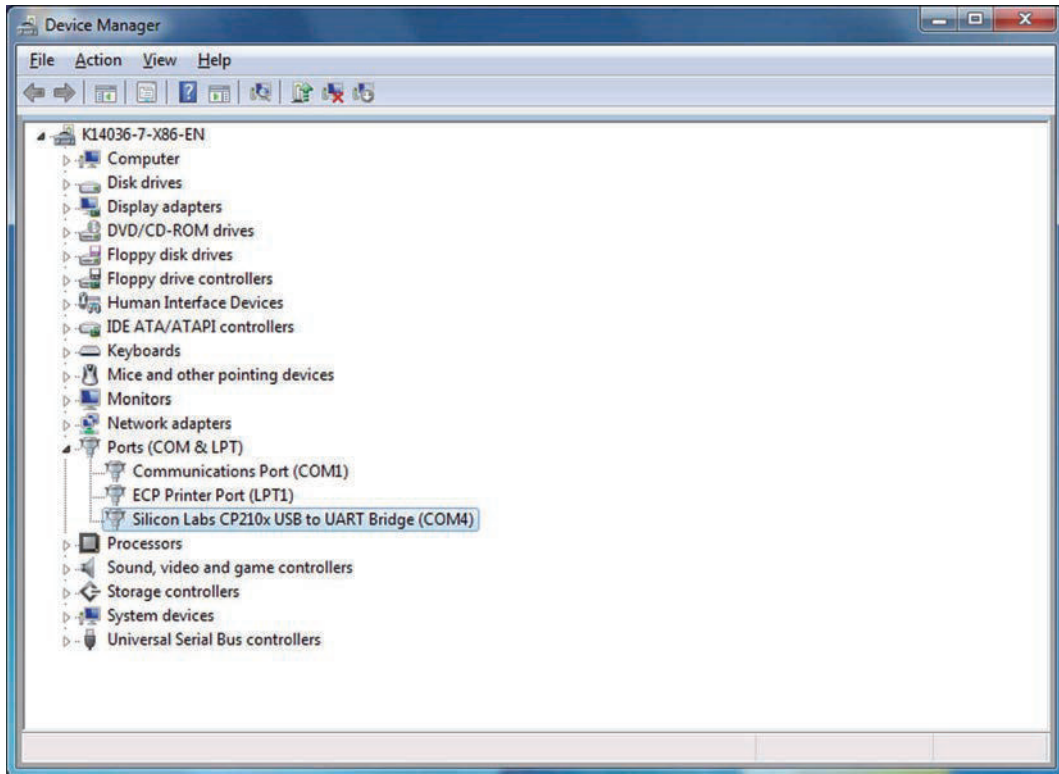 Device Manager
File Action View Help
K14036-7-X86-EN
Computer
Disk drives
Display adapters
DVD/CD-ROM drives
Floppy disk drives
Floppy drive controllers
Human Interface Devices
IDE ATA/ATAPI controllers
Keyboards
Mice and other pointing devices
Monitors
Network adapters
Ports (COM & LPT)
Communications Port (COM1)
ECP Printer Port (LPT1)
Silicon Labs CP210x USB to UART Bridge (COM4)
Processors
Sound, video and game controllers
Storage controllers
System devices
Universal Serial Bus controllers